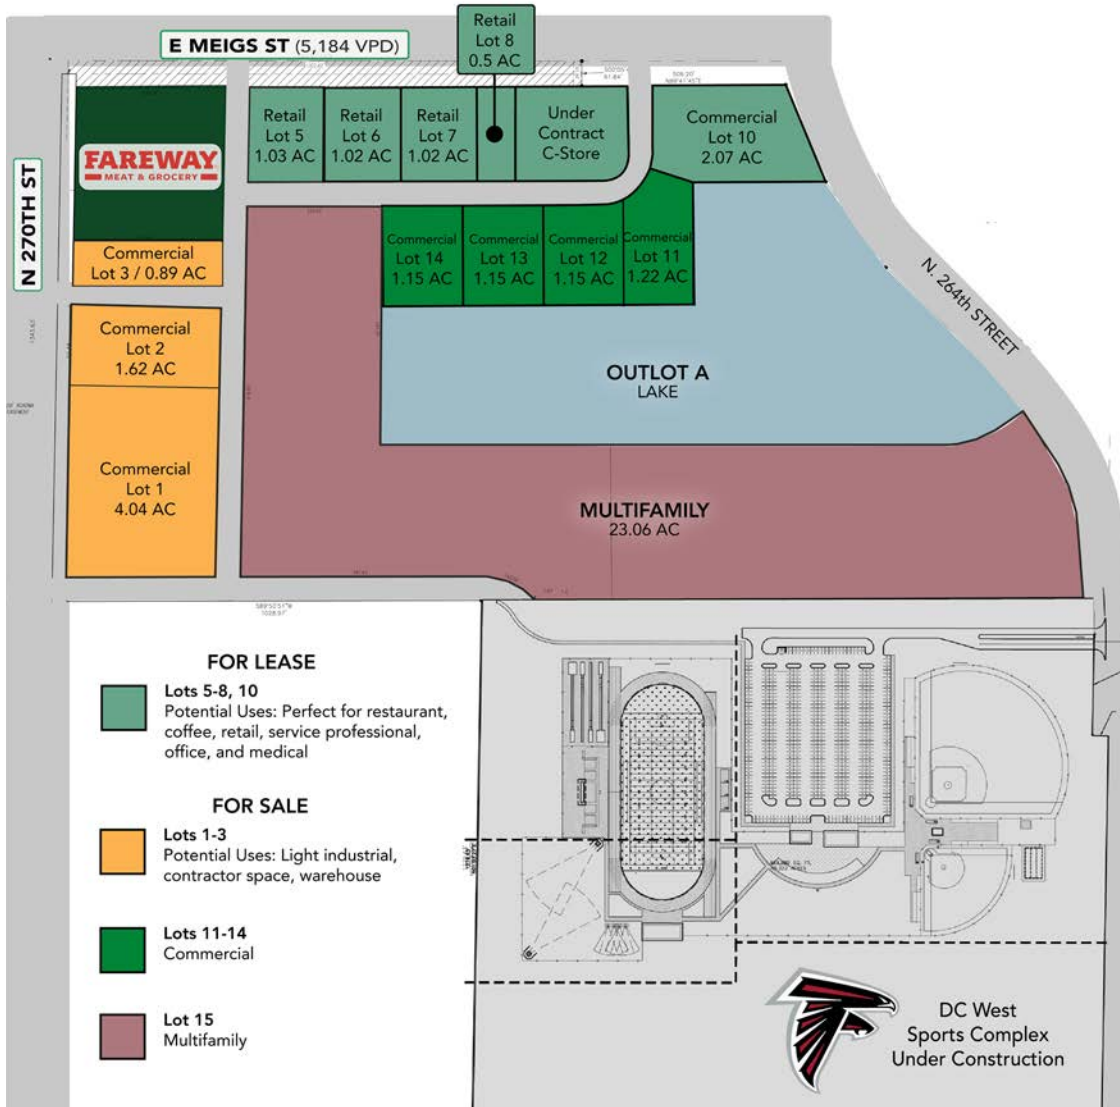 E MEIGS ST (5,184 VPD)
Retail
Lot 8
0.5 AC
509.20'
N89°41'45"E
FAREWAY
MEAT & GROCERY
Retail
Lot 5
1.03 AC
Retail
Lot 6
1.02 AC
Retail
Lot 7
1.02 AC
Under
Contract
C-Store
Commercial
Lot 10
2.07 AC
N 270TH ST
Commercial
Lot 3 / 0.89 AC
Commercial
Lot 14
1.15 AC
Commercial
Lot 13
1.15 AC
Commercial
Lot 12
1.15 AC
Commercial
Lot 11
1.22 AC
N. 264th STREET
Commercial
Lot 2
1.62 AC
OUTLOT A
LAKE
Commercial
Lot 1
4.04 AC
MULTIFAMILY
23.06 AC
FOR LEASE
Lots 5-8, 10
Potential Uses: Perfect for restaurant,
coffee, retail, service professional,
office, and medical
FOR SALE
Lots 1-3
Potential Uses: Light industrial,
contractor space, warehouse
Lots 11-14
Commercial
Lot 15
Multifamily
DC West
Sports Complex
Under Construction